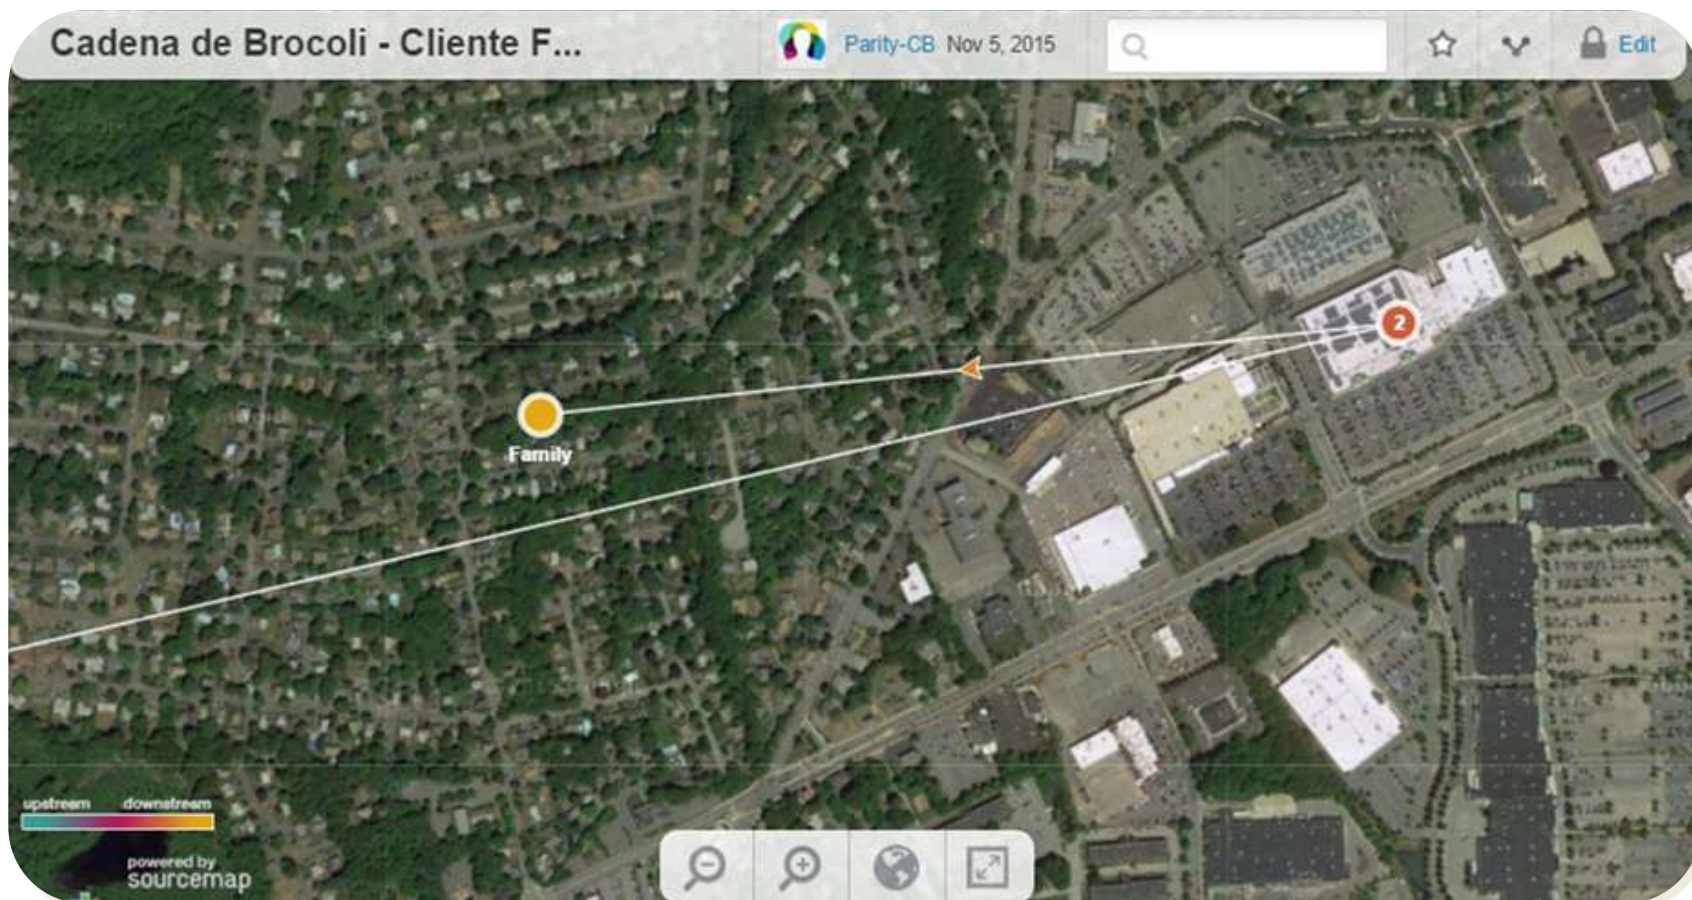 Cadena de Brocoli - Cliente F...
Parity-CB Nov 5, 2015
Edit
2
Family
upstream downstream
powered by
sourcemap